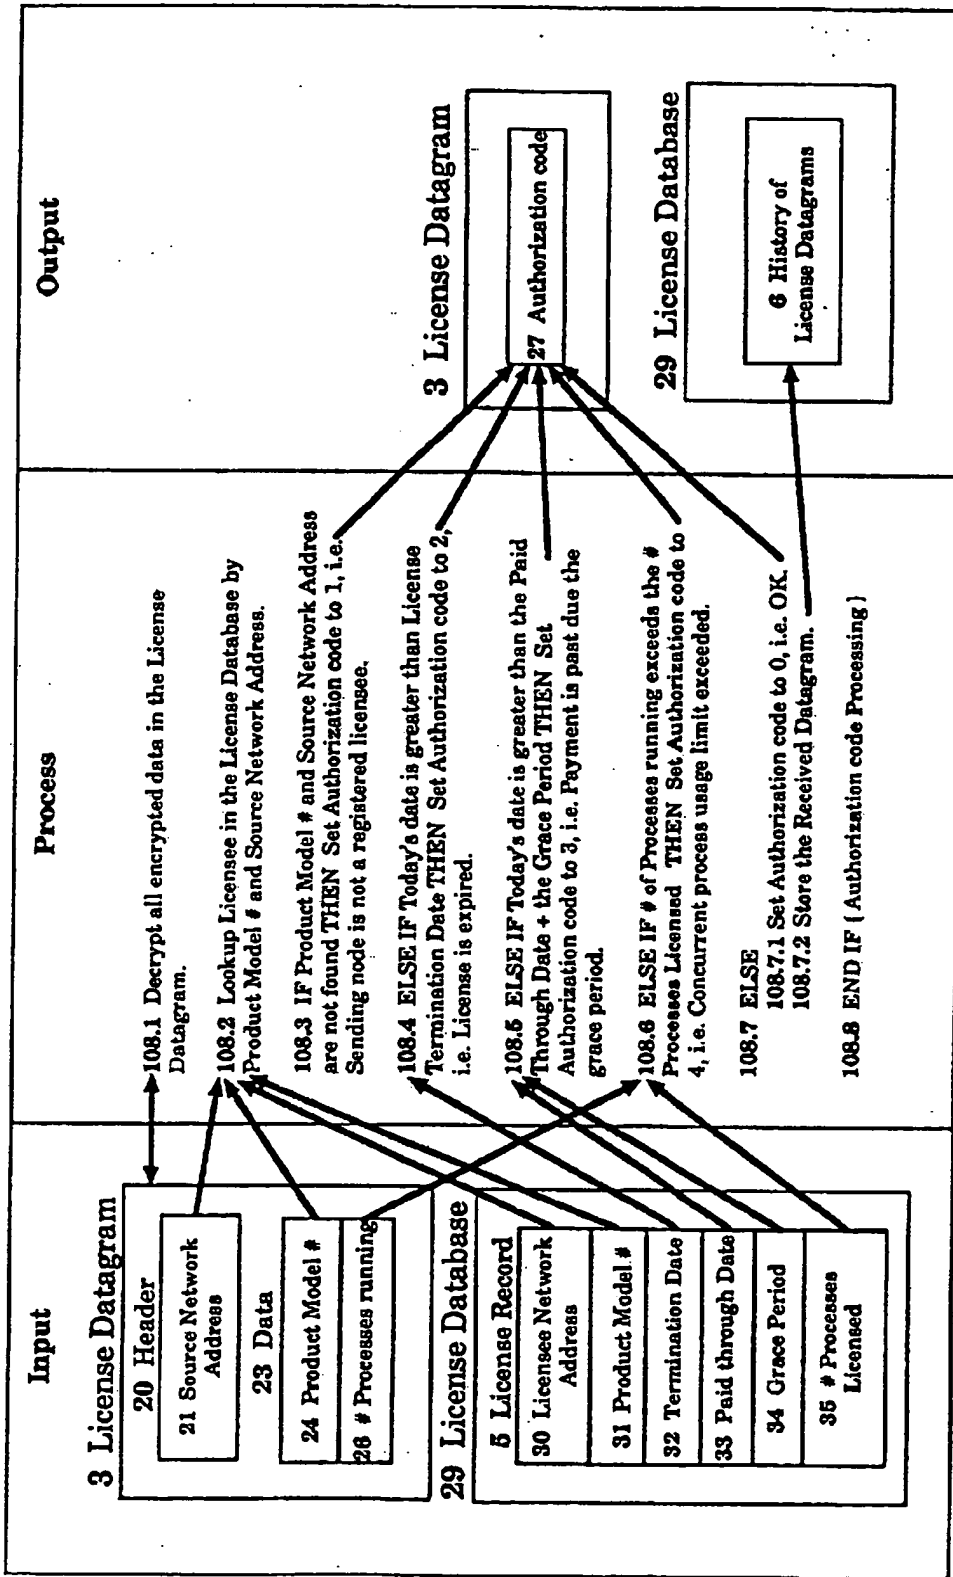 Input
3 License Datagram
20 Header
21 Source Network
Address
23 Data
24 Product Model #
26 # Processes running
29 License Database
5 License Record
30 Licensee Network
Address
31 Product Model #
32 Termination Date
33 Paid through Date
34 Grace Period
35 # Processes
Licensed
Process
108.1 Decrypt all encrypted data in the License
Datagram.
108.2 Lookup Licensee in the License Database by
Product Model # and Source Network Address.
108.3 IF Product Model # and Source Network Address
are not found THEN Set Authorization code to 1, i.e.
Sending node is not a registered licensee.
108.4 ELSE IF Today's date is greater than License
Termination Date THEN Set Authorization code to 2,
i.e. License is expired.
108.5 ELSE IF Today's date is greater than the Paid
Through Date + the Grace Period THEN Set
Authorization code to 3, i.e. Payment is past due the
grace period.
108.6 ELSE IF # of Processes running exceeds the #
Processes Licensed THEN Set Authorization code to
4, i.e. Concurrent process usage limit exceeded.
108.7 ELSE
108.7.1 Set Authorization code to 0, i.e. OK.
108.7.2 Store the Received Datagram.
108.8 END IF { Authorization code Processing }
Output
3 License Datagram
27 Authorization code
29 License Database
6 History of
License Datagrams